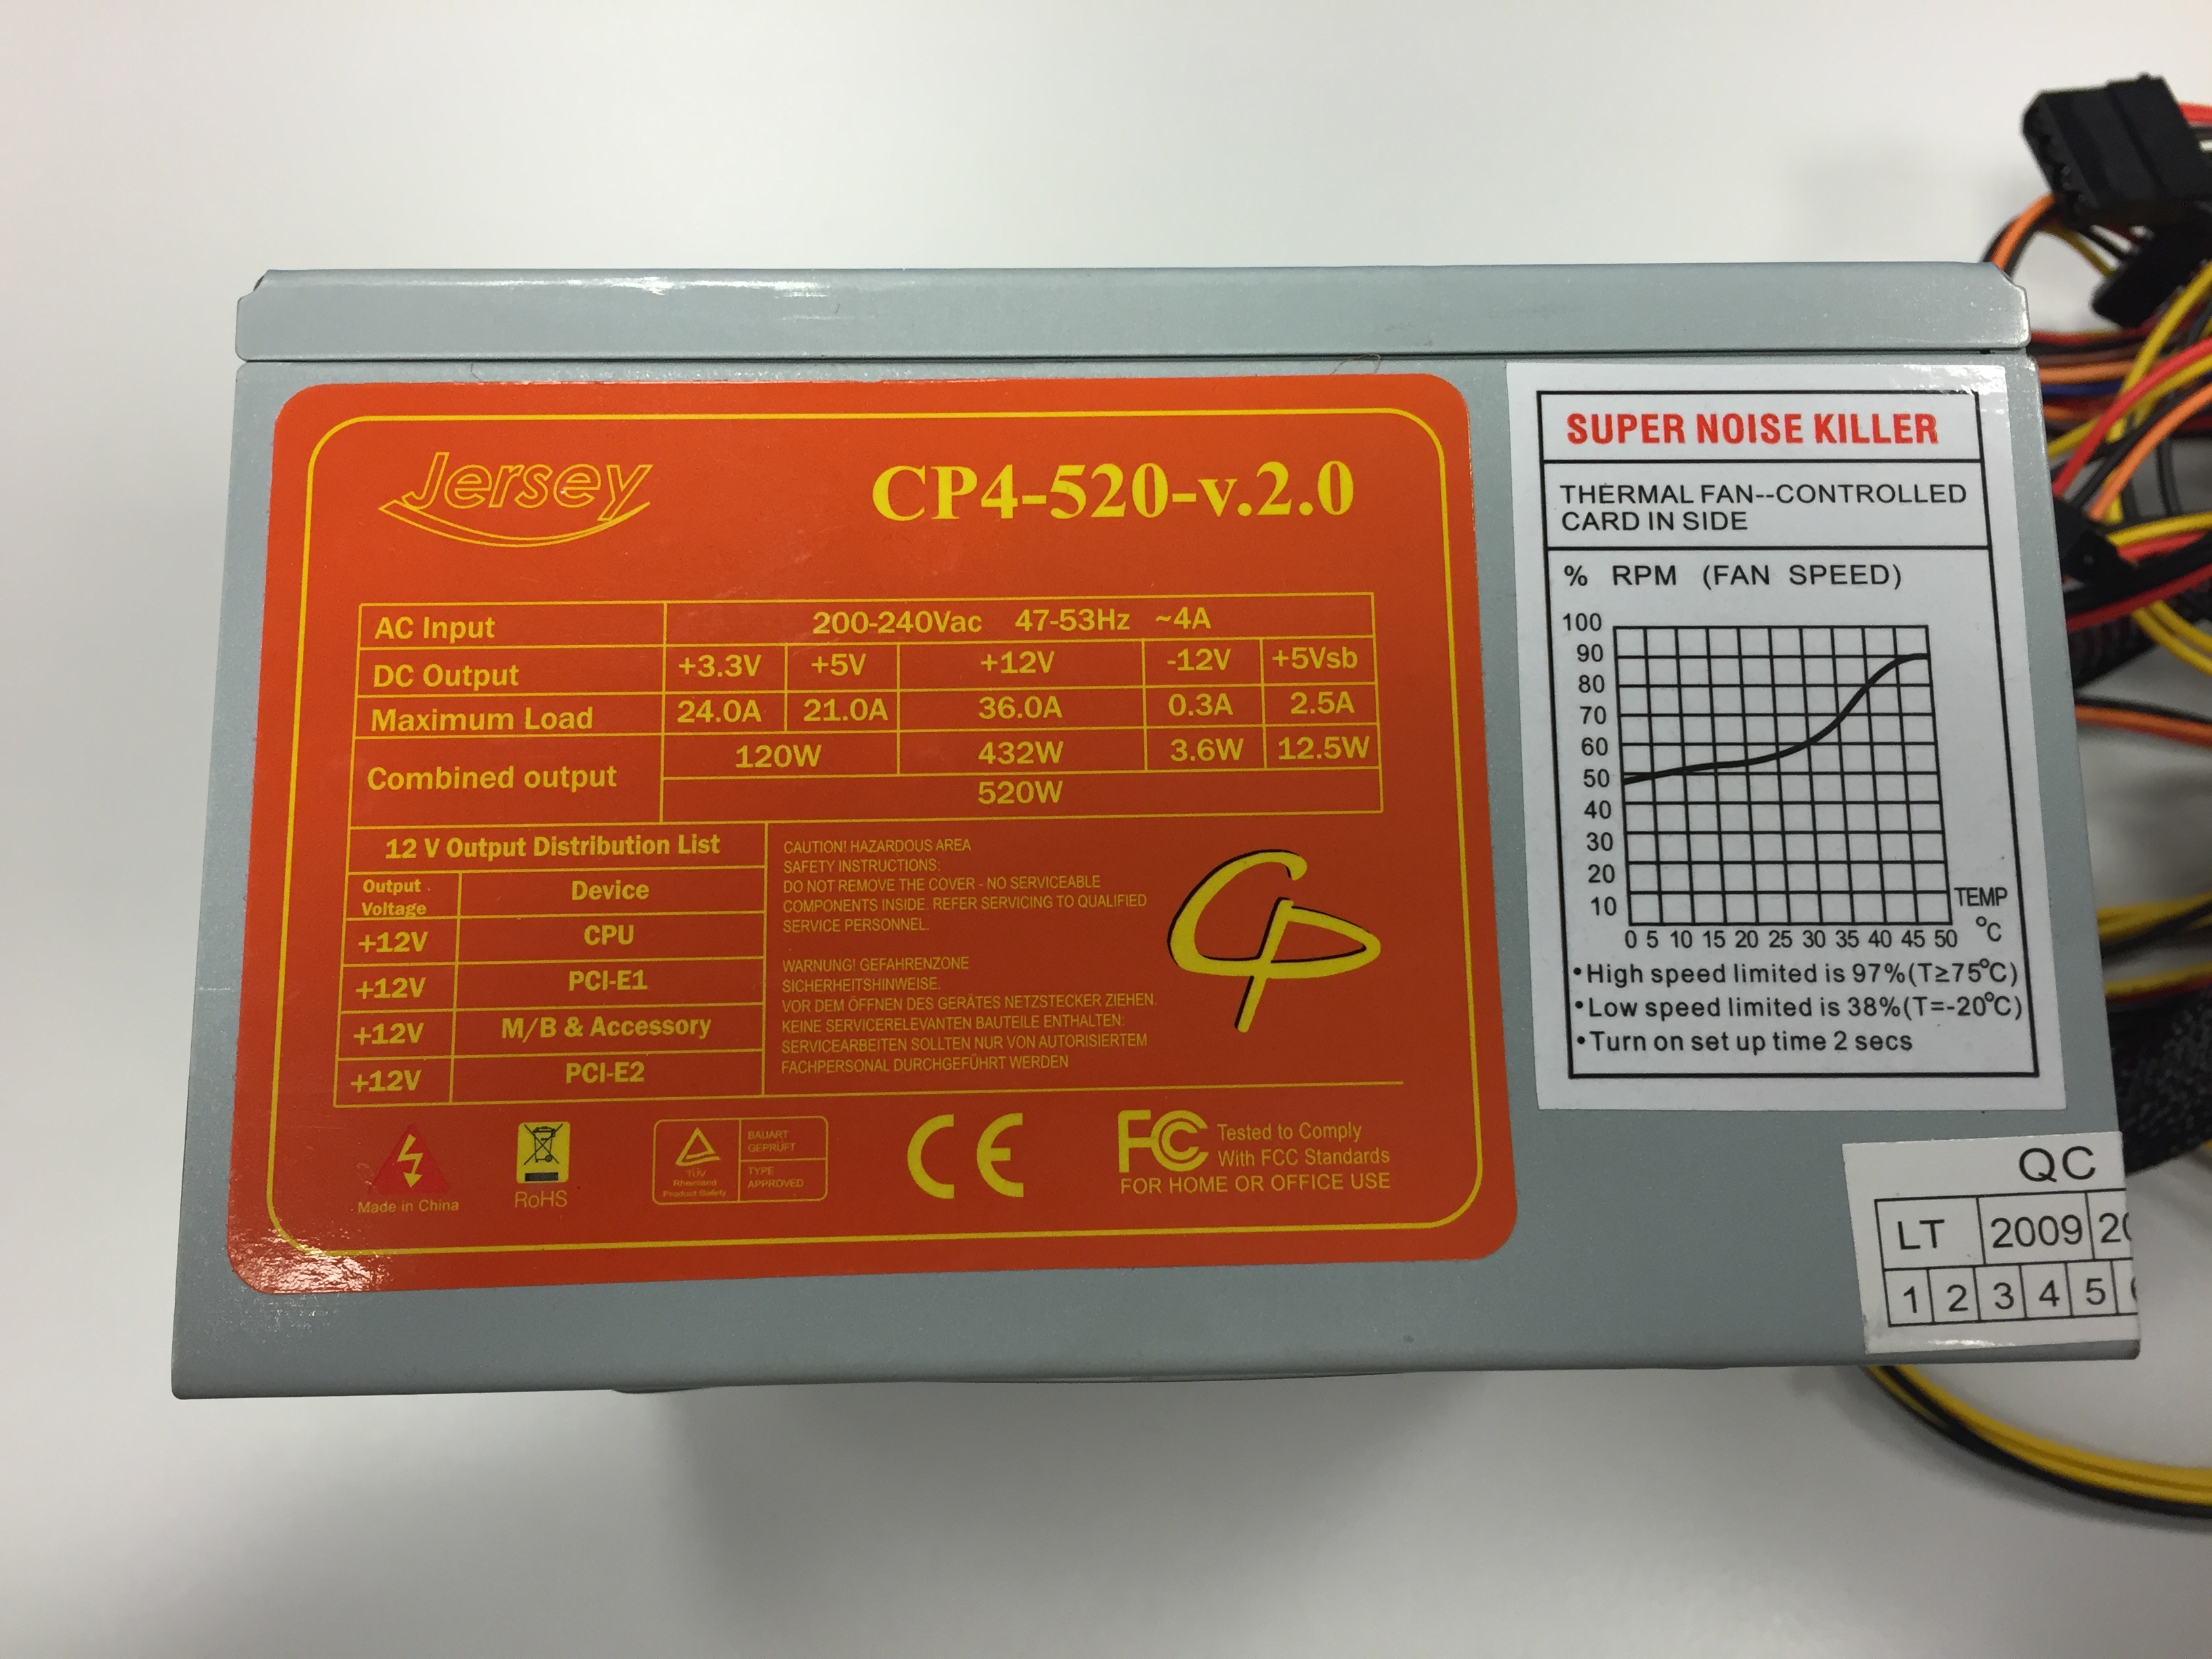 Jersey
CP4-520-v.2.0
AC Input 200-240Vac 47-53Hz ~4A
DC Output +3.3V +5V +12V -12V +5Vsb
Maximum Load 24.0A 21.0A 36.0A 0.3A 2.5A
Combined output 120W 432W 3.6W 12.5W
520W
12 V Output Distribution List
Output Voltage Device
+12V CPU
+12V PCI-E1
+12V M/B & Accessory
+12V PCI-E2
CAUTION! HAZARDOUS AREA
SAFETY INSTRUCTIONS:
DO NOT REMOVE THE COVER - NO SERVICEABLE
COMPONENTS INSIDE. REFER SERVICING TO QUALIFIED
SERVICE PERSONNEL.
WARNUNG! GEFAHRENZONE
SICHERHEITSHINWEISE.
VOR DEM ÖFFNEN DES GERÄTES NETZSTECKER ZIEHEN.
KEINE SERVICERELEVANTEN BAUTEILE ENTHALTEN:
SERVICEARBEITEN SOLLTEN NUR VON AUTORISIERTEM
FACHPERSONAL DURCHGEFÜHRT WERDEN
CP
Made in China
RoHS
TÜV
Rheinland
Product Safety
BAUART
GEPRÜFT
TYPE
APPROVED
CE
FC Tested to Comply
With FCC Standards
FOR HOME OR OFFICE USE
SUPER NOISE KILLER
THERMAL FAN--CONTROLLED
CARD IN SIDE
% RPM (FAN SPEED)
100
90
80
70
60
50
40
30
20
10
TEMP
°C
0 5 10 15 20 25 30 35 40 45 50
•High speed limited is 97%(T≥75°C)
•Low speed limited is 38%(T=-20°C)
•Turn on set up time 2 secs
QC
LT 2009 20
1 2 3 4 5